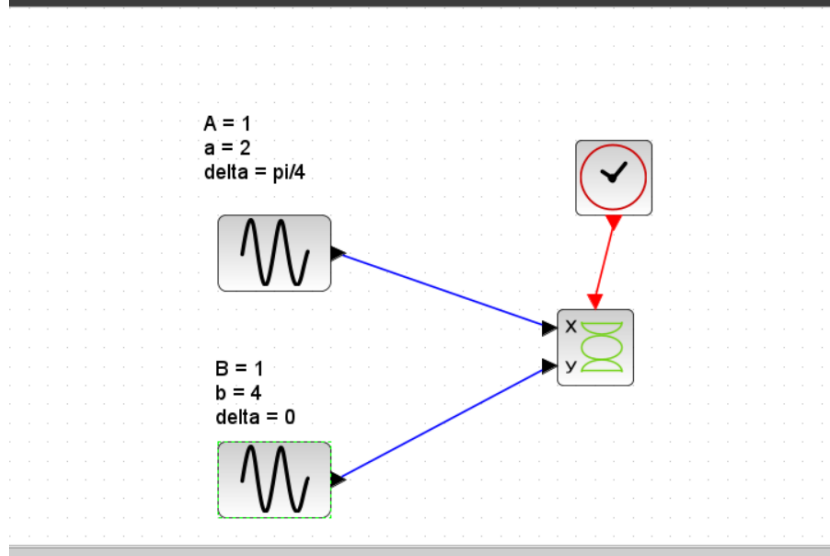 A = 1
a = 2
delta = pi/4
X
y
B = 1
b = 4
delta = 0